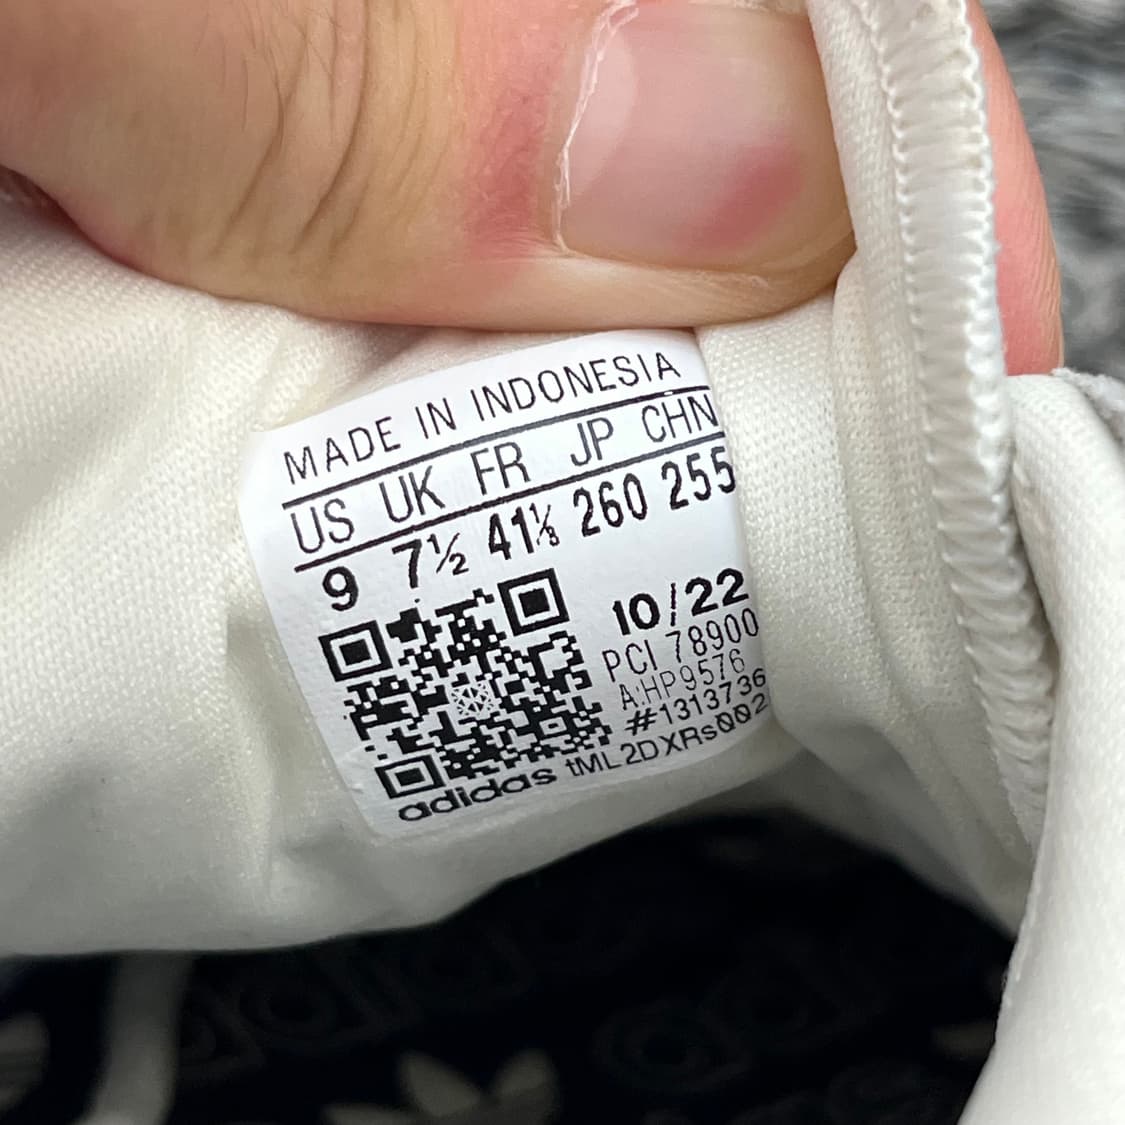 MADE IN INDONESIA
US UK FR JP CHN
9 7½ 41⅓ 260 255
10/22
PCI 78900
A:HP9576
#1313736
adidas tML2DXRs002